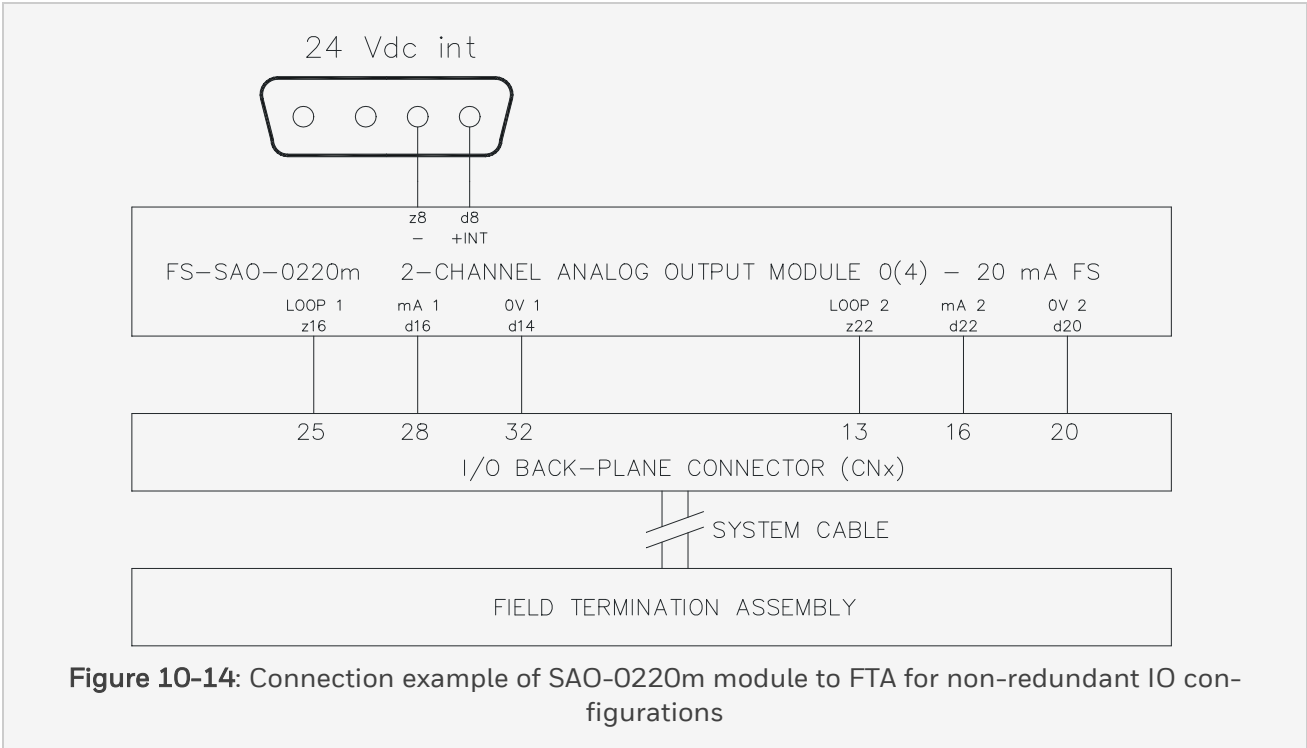 24 Vdc int
z8 d8
− +INT
FS−SAO−0220m 2−CHANNEL ANALOG OUTPUT MODULE 0(4) − 20 mA FS
LOOP 1 mA 1 0V 1 LOOP 2 mA 2 0V 2
z16 d16 d14 z22 d22 d20
25 28 32 13 16 20
I/O BACK−PLANE CONNECTOR (CNx)
SYSTEM CABLE
FIELD TERMINATION ASSEMBLY
Figure 10-14: Connection example of SAO-0220m module to FTA for non-redundant IO con-
figurations